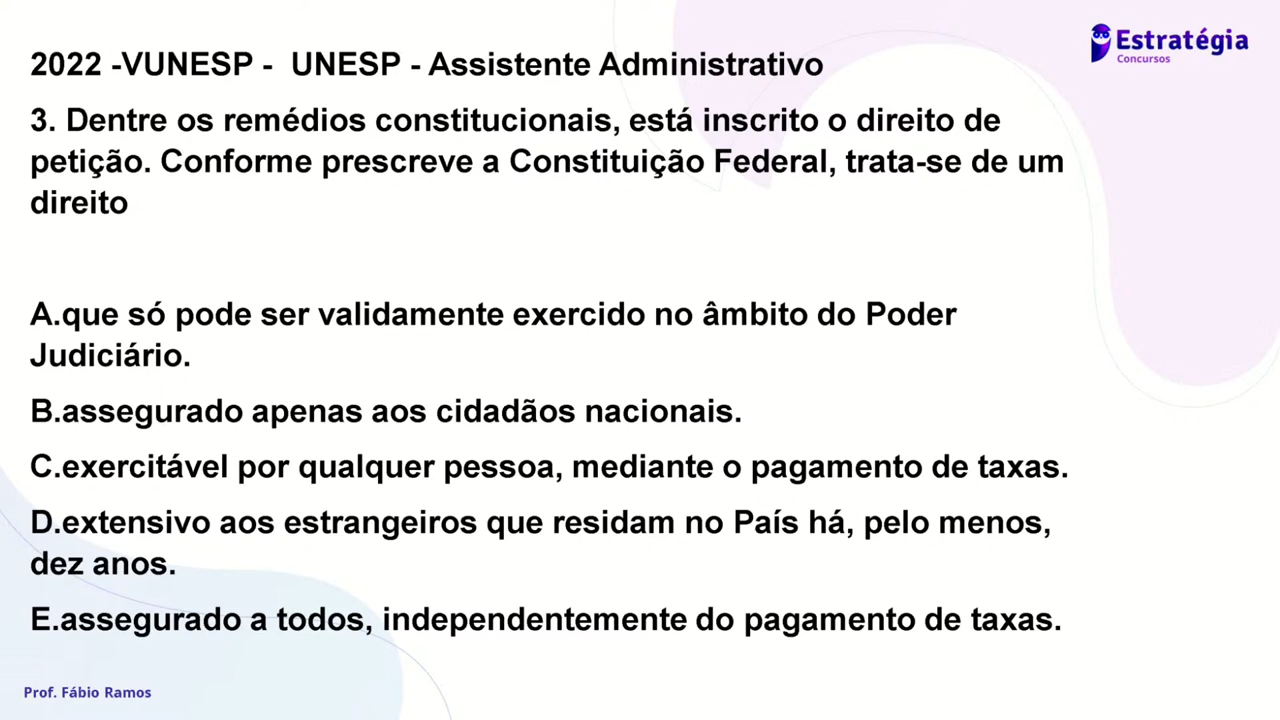 Estratégia
Concursos
2022 -VUNESP - UNESP - Assistente Administrativo
3. Dentre os remédios constitucionais, está inscrito o direito de
petição. Conforme prescreve a Constituição Federal, trata-se de um
direito
A.que só pode ser validamente exercido no âmbito do Poder
Judiciário.
B.assegurado apenas aos cidadãos nacionais.
C.exercitável por qualquer pessoa, mediante o pagamento de taxas.
D.extensivo aos estrangeiros que residam no País há, pelo menos,
dez anos.
E.assegurado a todos, independentemente do pagamento de taxas.
Prof. Fábio Ramos